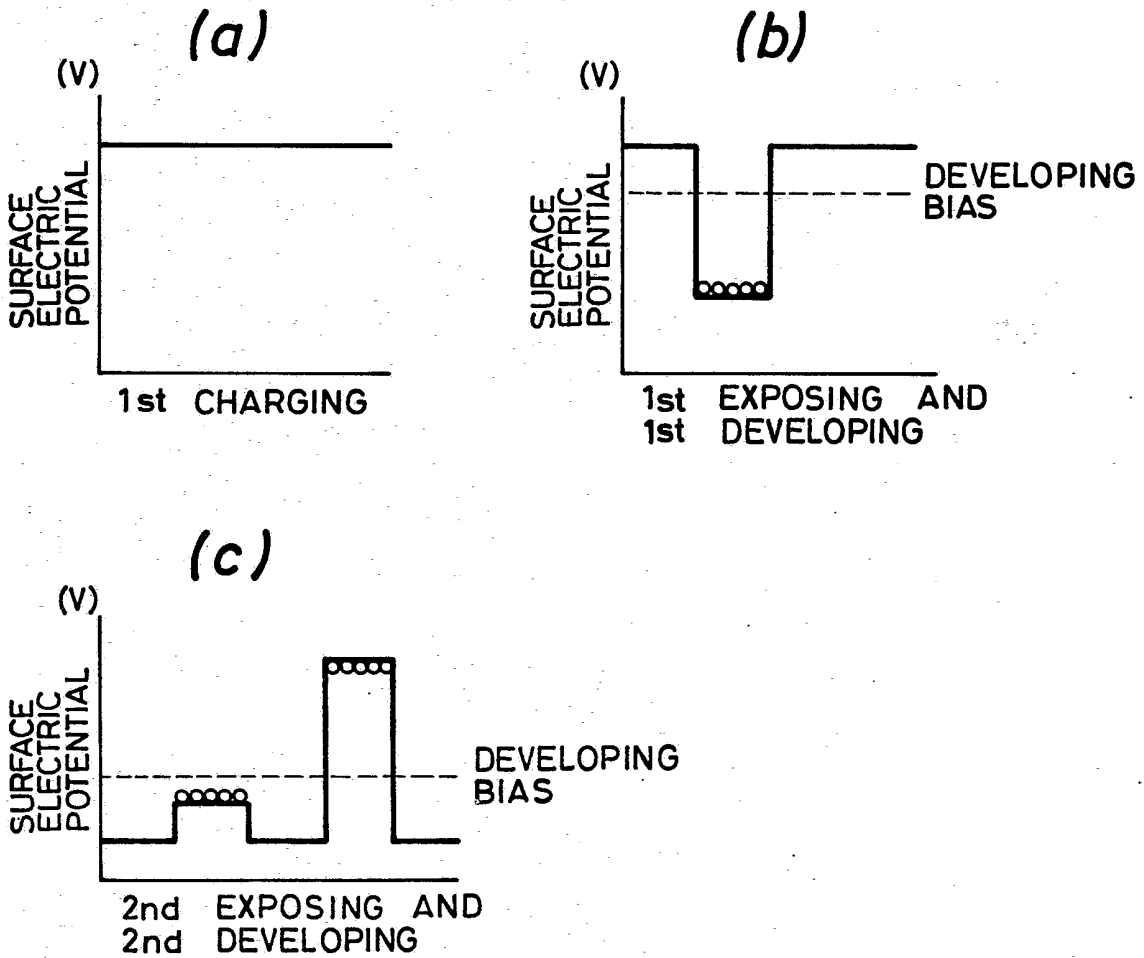 (a)
(V)
SURFACE
ELECTRIC
POTENTIAL
1st CHARGING
(b)
(V)
SURFACE
ELECTRIC
POTENTIAL
DEVELOPING
BIAS
1st EXPOSING AND
1st DEVELOPING
(c)
(V)
SURFACE
ELECTRIC
POTENTIAL
DEVELOPING
BIAS
2nd EXPOSING AND
2nd DEVELOPING